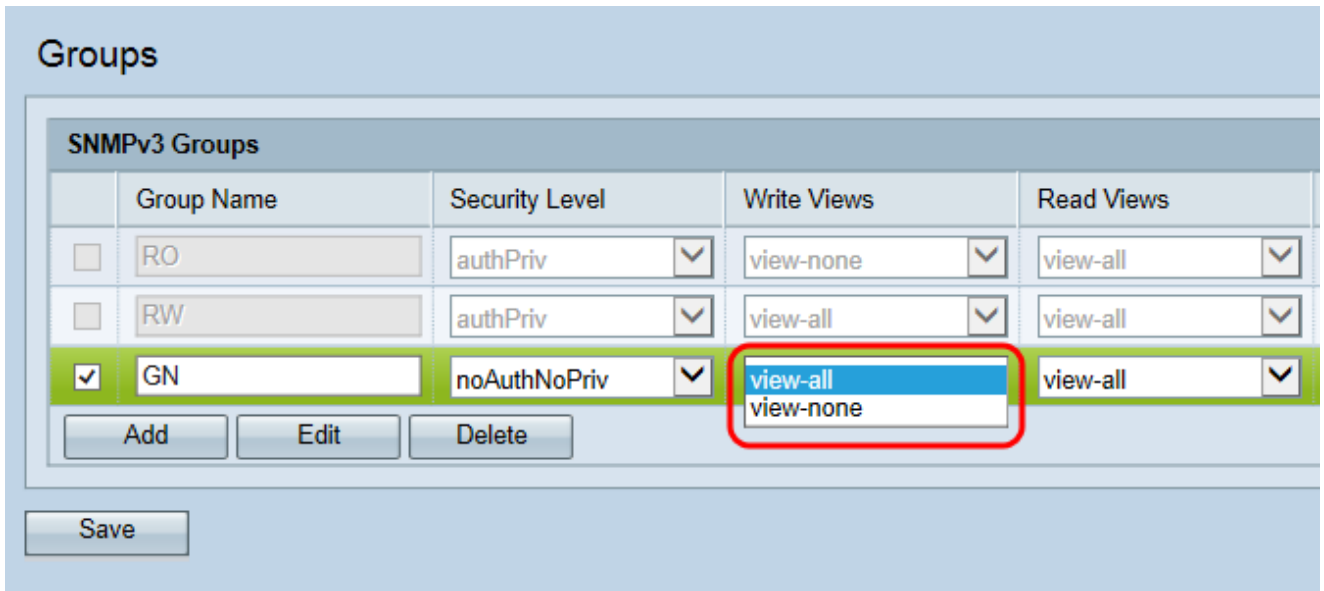 Groups
SNMPv3 Groups
Group Name Security Level Write Views Read Views
RO authPriv view-none view-all
RW authPriv view-all view-all
GN noAuthNoPriv view-all view-all
view-none
Add Edit Delete
Save